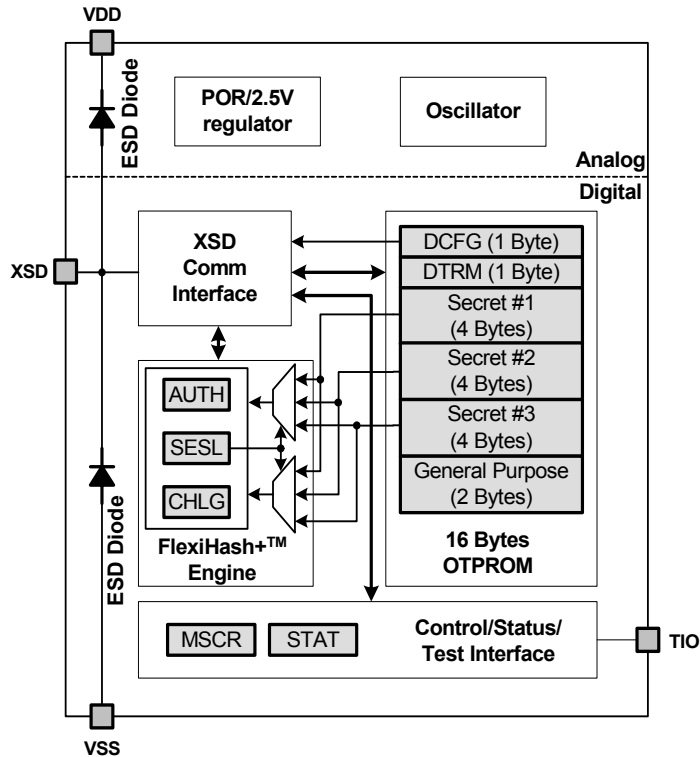 VDD
ESD Diode
POR/2.5V
regulator
Oscillator
Analog
Digital
XSD
XSD
Comm
Interface
DCFG (1 Byte)
DTRM (1 Byte)
Secret #1
(4 Bytes)
Secret #2
(4 Bytes)
Secret #3
(4 Bytes)
General Purpose
(2 Bytes)
16 Bytes
OTPROM
AUTH
SESL
CHLG
FlexiHash+™
Engine
ESD Diode
MSCR
STAT
Control/Status/
Test Interface
TIO
VSS